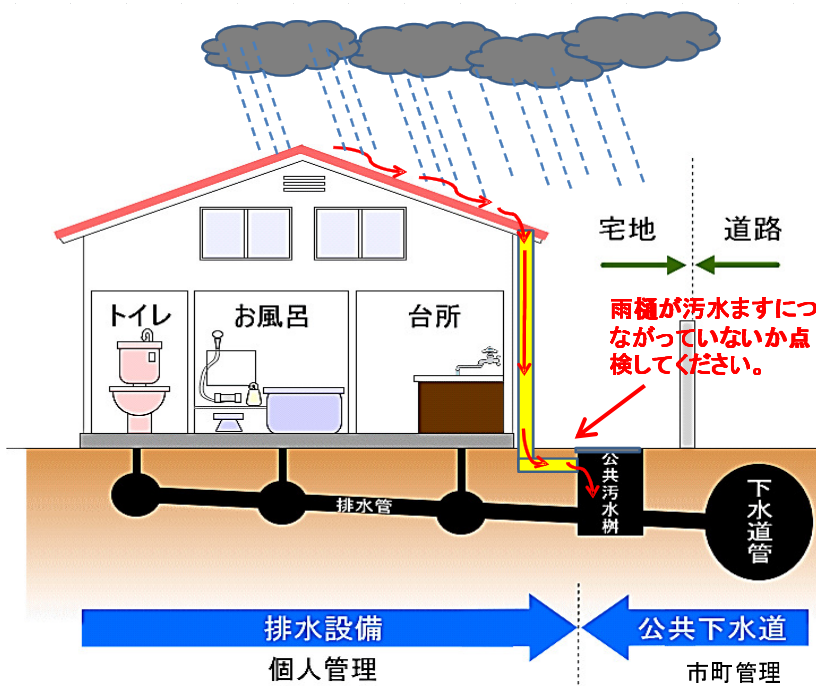 宅地
道路
雨樋が汚水ますにつ
ながっていないか点
検してください。
トイレ
お風呂
台所
公共汚水桝
排水管
下水道管
排水設備
公共下水道
個人管理
市町管理